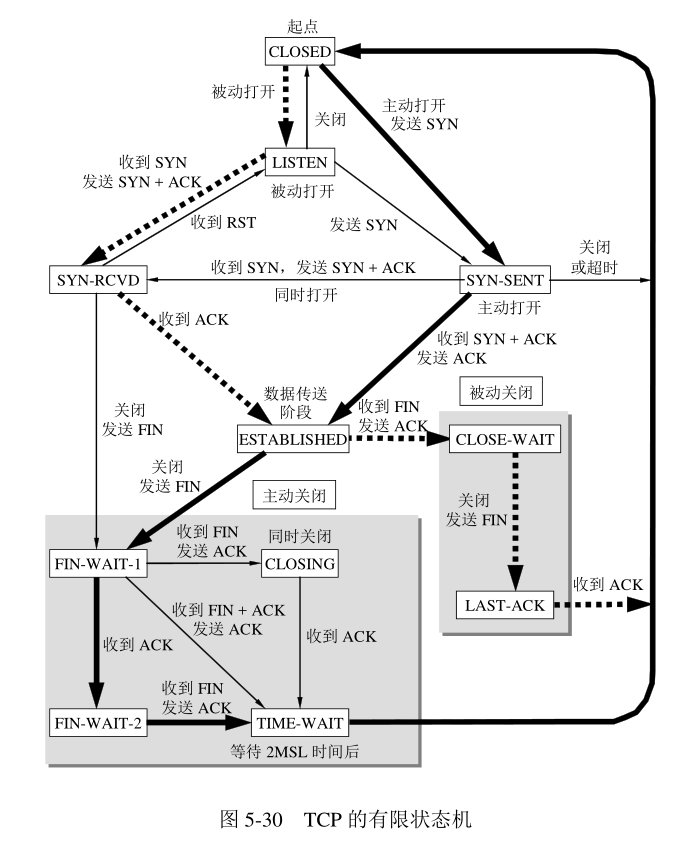 起点
CLOSED
被动打开
关闭
主动打开
发送 SYN
收到 SYN
发送 SYN + ACK
LISTEN
被动打开
收到 RST
发送 SYN
SYN-RCVD
收到 SYN，发送 SYN + ACK
同时打开
SYN-SENT
主动打开
关闭
或超时
收到 ACK
收到 SYN + ACK
发送 ACK
关闭
发送 FIN
数据传送
阶段
ESTABLISHED
收到 FIN
发送 ACK
被动关闭
CLOSE-WAIT
关闭
发送 FIN
主动关闭
关闭
发送 FIN
LAST-ACK
收到 ACK
FIN-WAIT-1
收到 FIN
发送 ACK
同时关闭
CLOSING
收到 FIN + ACK
发送 ACK
收到 ACK
收到 ACK
FIN-WAIT-2
收到 FIN
发送 ACK
TIME-WAIT
等待 2MSL 时间后
图 5-30 TCP 的有限状态机